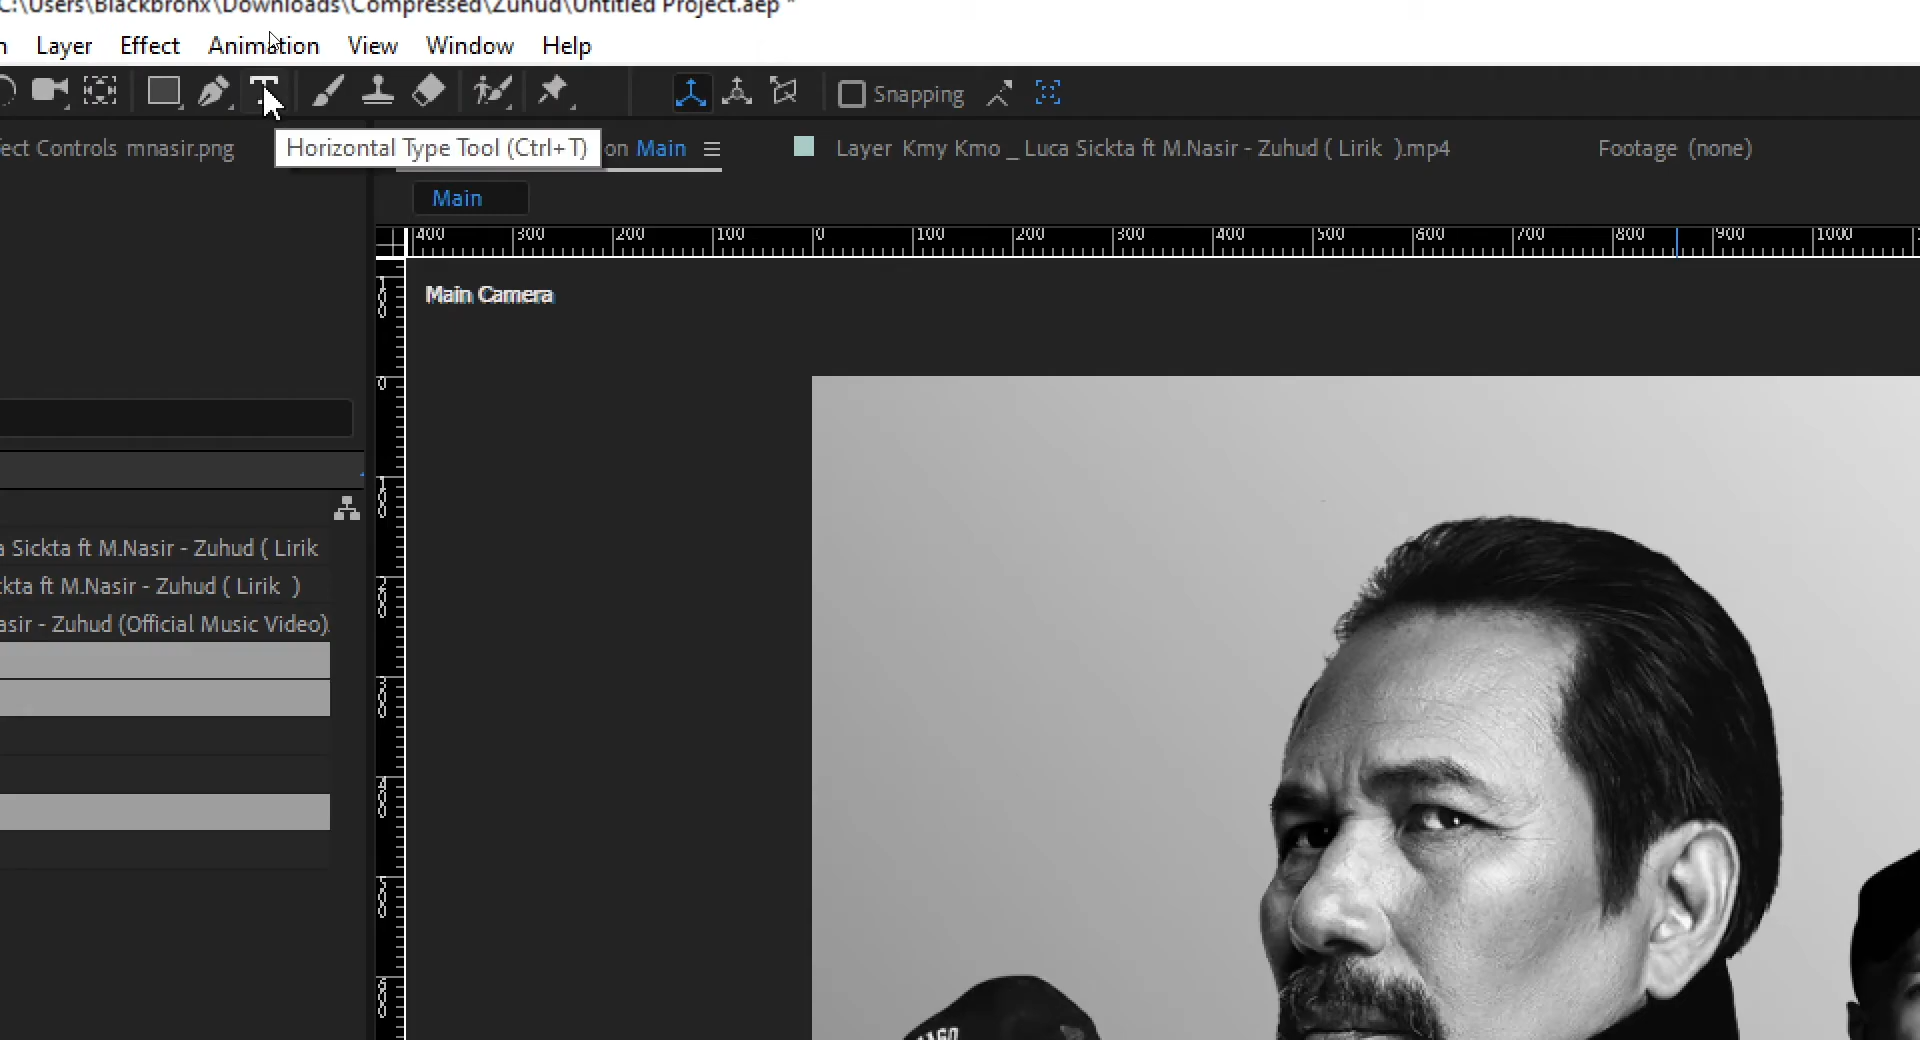 C:\Users\Blackbronx\Downloads\Compressed\Zuhud\Untitled Project.aep *
Layer Effect Animation View Window Help
Snapping
Horizontal Type Tool (Ctrl+T)
ect Controls mnasir.png
on Main
Layer Kmy Kmo _ Luca Sickta ft M.Nasir - Zuhud ( Lirik ).mp4
Footage (none)
Main
400 300 200 100 0 100 200 300 400 500 600 700 800 900 1000
Main Camera
a Sickta ft M.Nasir - Zuhud ( Lirik
ckta ft M.Nasir - Zuhud ( Lirik )
asir - Zuhud (Official Music Video).